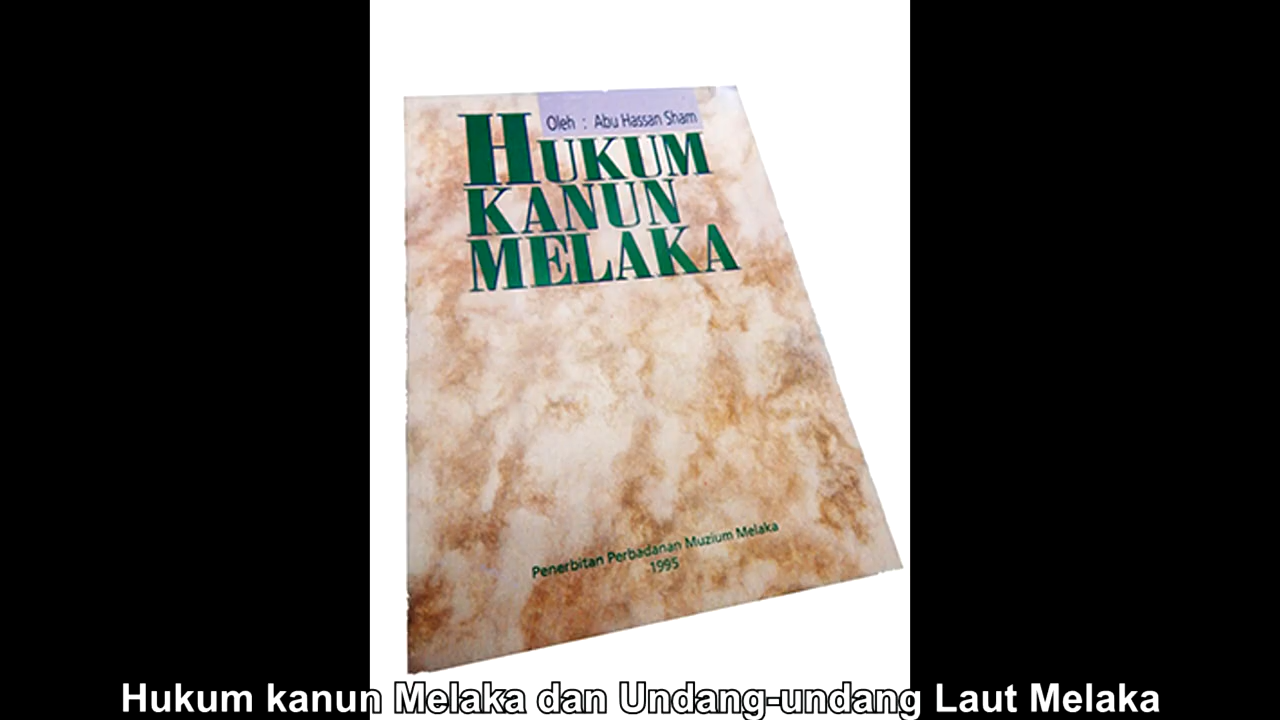 Oleh : Abu Hassan Sham
HUKUM
KANUN
MELAKA
Penerbitan Perbadanan Muzium Melaka
1995
Hukum kanun Melaka dan Undang-undang Laut Melaka